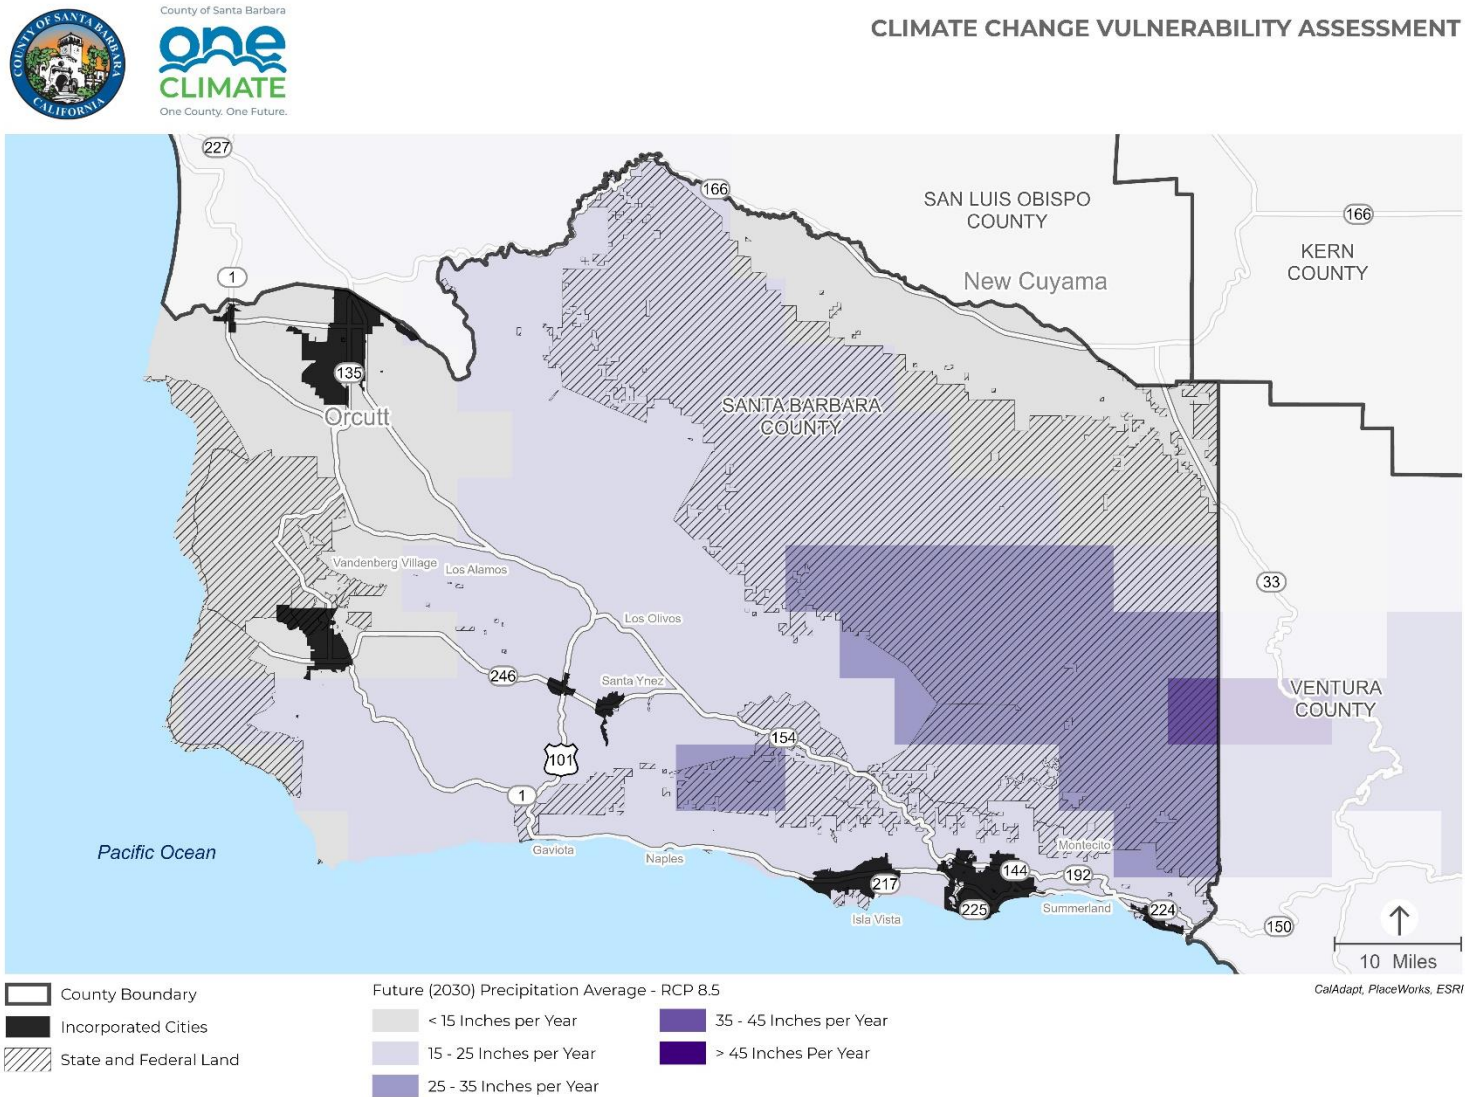 COUNTY OF SANTA BARBARA
CALIFORNIA
County of Santa Barbara
one
CLIMATE
One County. One Future.
CLIMATE CHANGE VULNERABILITY ASSESSMENT
227
166
SAN LUIS OBISPO
COUNTY
166
KERN
COUNTY
1
New Cuyama
135
Orcutt
SANTA BARBARA
COUNTY
Vandenberg Village
Los Alamos
33
Los Olivos
246
Santa Ynez
VENTURA
COUNTY
154
101
1
Pacific Ocean
Gaviota
Naples
Montecito
217
144
192
225
Summerland
224
Isla Vista
150
10 Miles
CalAdapt, PlaceWorks, ESRI
County Boundary
Incorporated Cities
State and Federal Land
Future (2030) Precipitation Average - RCP 8.5
< 15 Inches per Year
15 - 25 Inches per Year
25 - 35 Inches per Year
35 - 45 Inches per Year
> 45 Inches Per Year